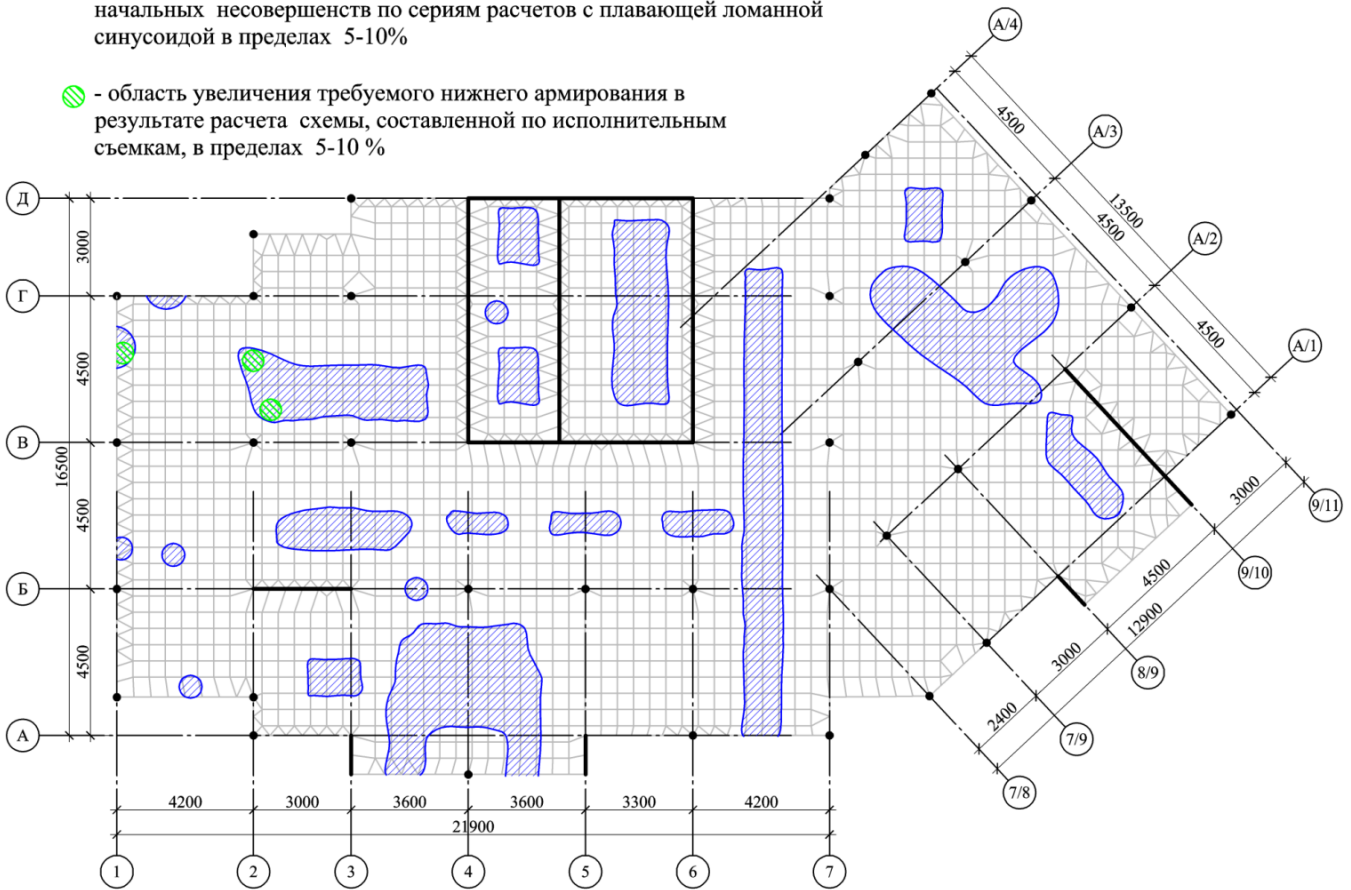 начальных несовершенств по сериям расчетов с плавающей ломанной
синусоидой в пределах 5-10%
- область увеличения требуемого нижнего армирования в
результате расчета схемы, составленной по исполнительным
съемкам, в пределах 5-10 %
А/4
А/3
А/2
А/1
4500
13500
4500
4500
Д
Г
В
Б
А
3000
4500
16500
4500
4500
3000
4500
12900
3000
2400
9/11
9/10
8/9
7/9
7/8
4200
3000
3600
3600
3300
4200
21900
1
2
3
4
5
6
7